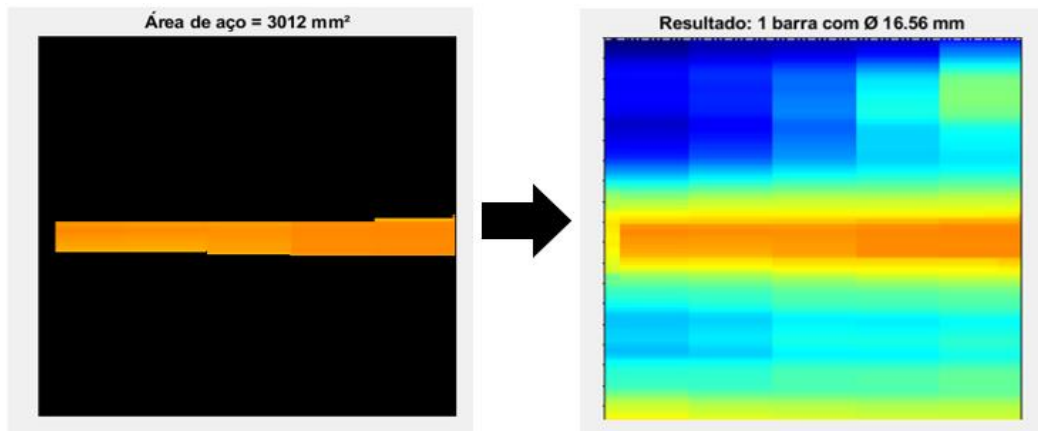 Área de aço = 3012 mm²
Resultado: 1 barra com Ø 16.56 mm